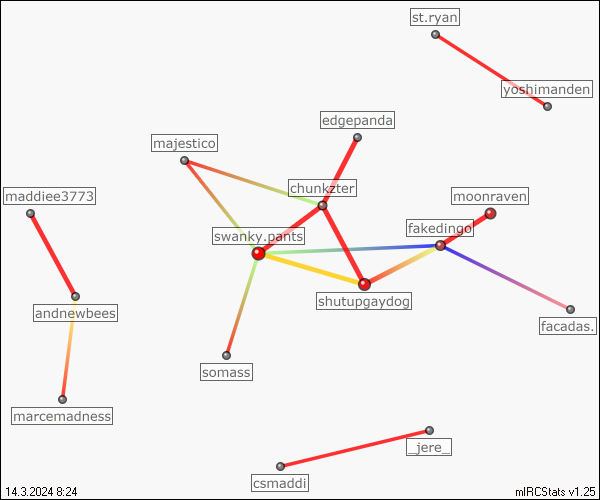 st.ryan
yoshimanden
edgepanda
majestico
chunkzter
maddiee3773
moonraven
fakedingo
swanky.pants
shutupgaydog
andnewbees
facadas.
somass
marcemadness
_jere_
csmaddi
14.3.2024 8:24
mIRCStats v1.25